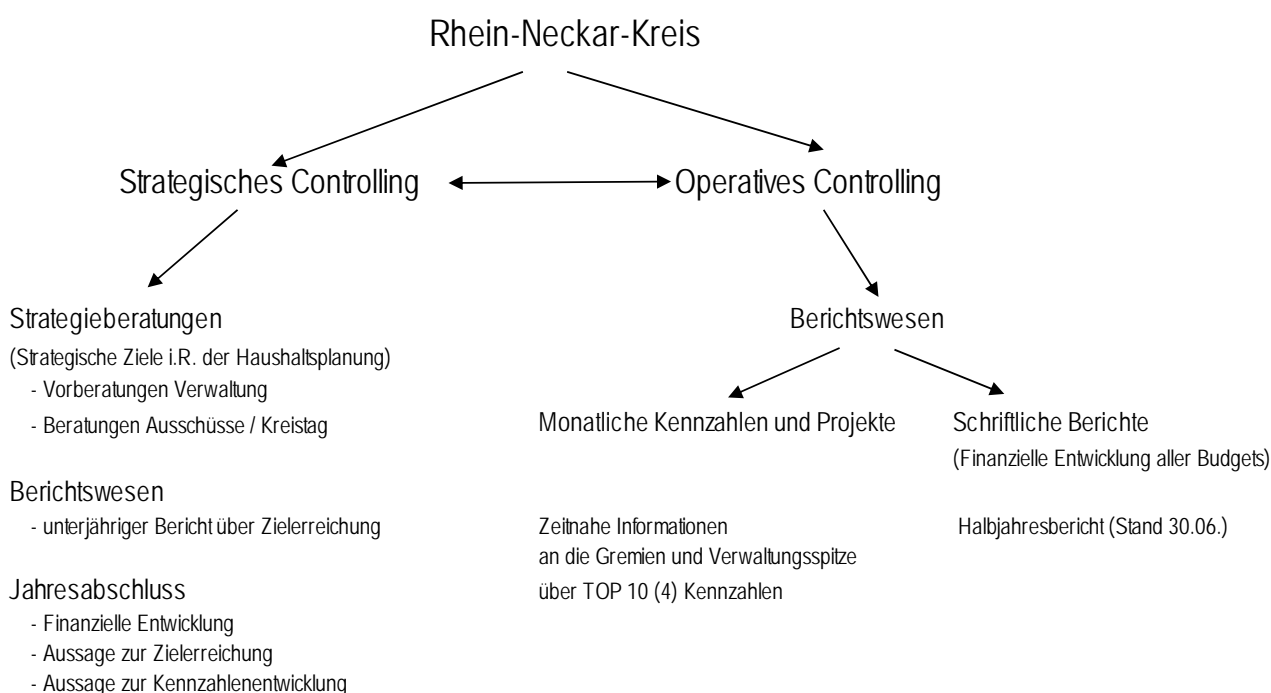 Rhein-Neckar-Kreis
Strategisches Controlling
Operatives Controlling
Strategieberatungen
(Strategische Ziele i.R. der Haushaltsplanung)
- Vorberatungen Verwaltung
- Beratungen Ausschüsse / Kreistag
Berichtswesen
- unterjähriger Bericht über Zielerreichung
Jahresabschluss
- Finanzielle Entwicklung
- Aussage zur Zielerreichung
- Aussage zur Kennzahlenentwicklung
Berichtswesen
Monatliche Kennzahlen und Projekte
Zeitnahe Informationen
an die Gremien und Verwaltungsspitze
über TOP 10 (4) Kennzahlen
Schriftliche Berichte
(Finanzielle Entwicklung aller Budgets)
Halbjahresbericht (Stand 30.06.)